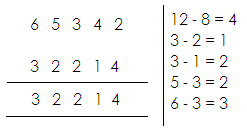 6 5 3 4 2
3 2 2 1 4
3 2 2 1 4
12 - 8 = 4
3 - 2 = 1
3 - 1 = 2
5 - 3 = 2
6 - 3 = 3